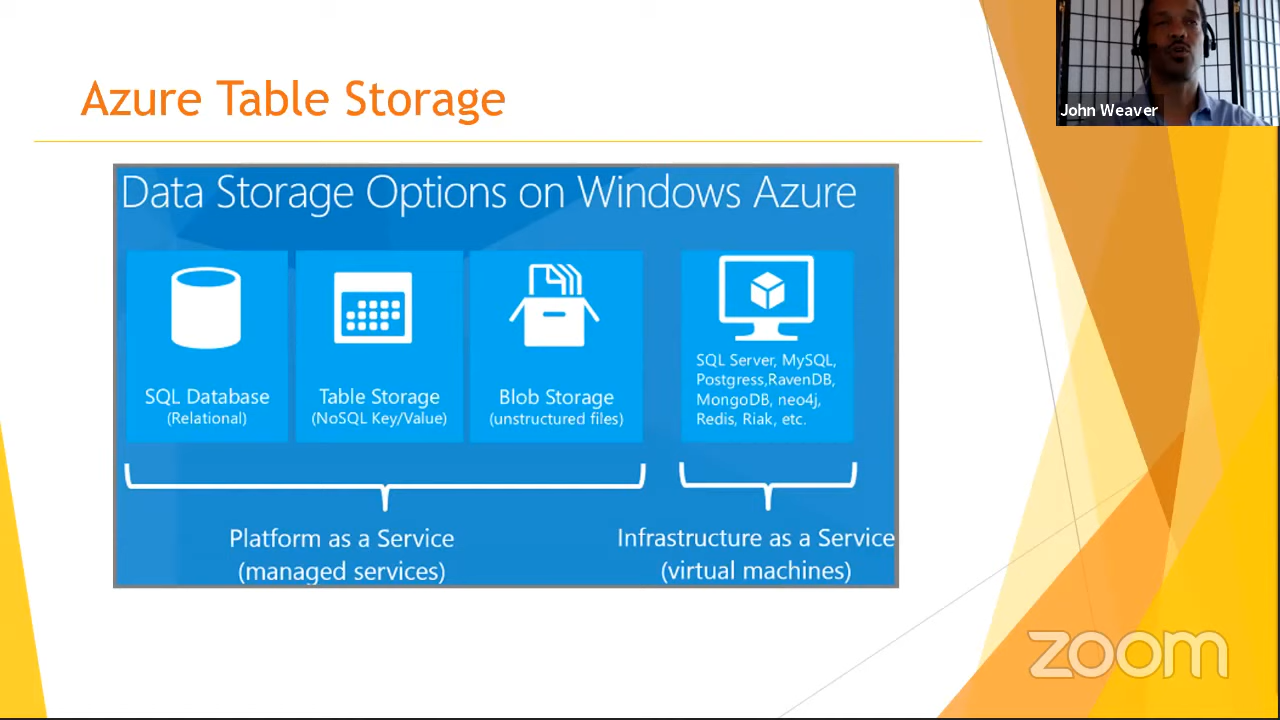 Azure Table Storage
John Weaver
Data Storage Options on Windows Azure
SQL Database
(Relational)
Table Storage
(NoSQL Key/Value)
Blob Storage
(unstructured files)
SQL Server, MySQL,
Postgress,RavenDB,
MongoDB, neo4j,
Redis, Riak, etc.
Platform as a Service
(managed services)
Infrastructure as a Service
(virtual machines)
zoom